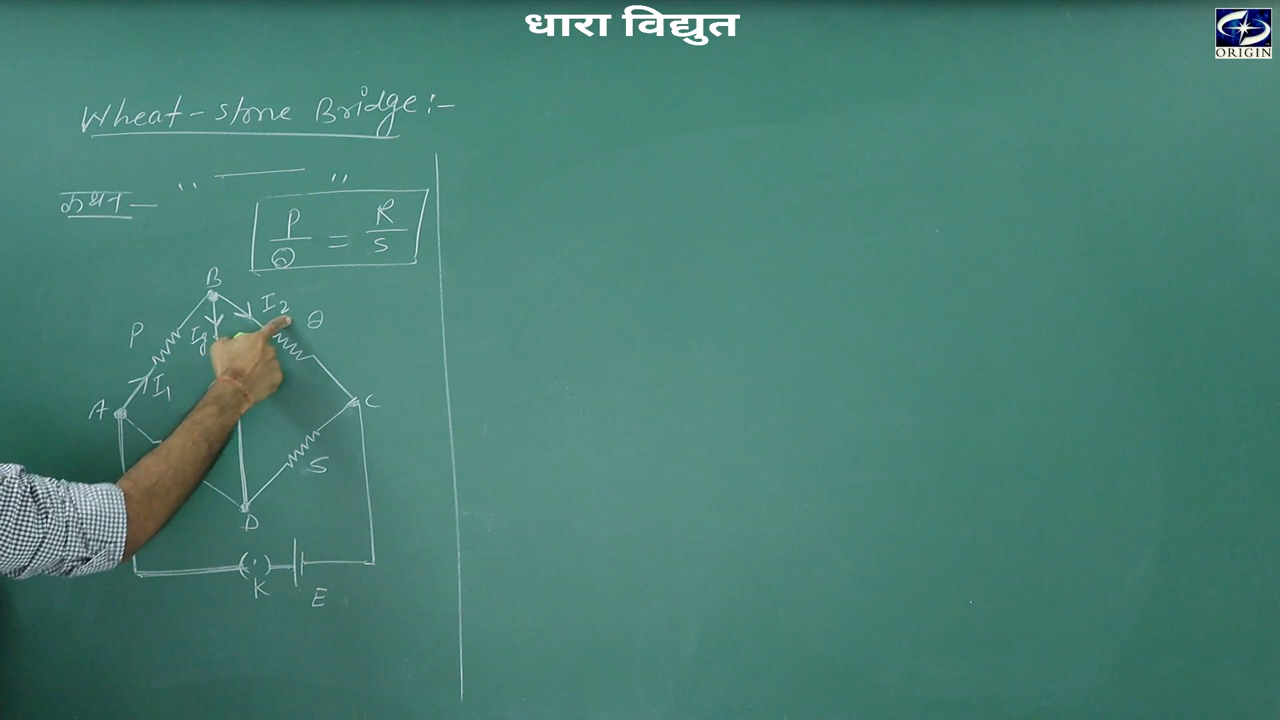 धारा विद्युत
ORIGIN
Wheat-stone Bridge:-
कथन— " —— "
P/Q = R/S
B
I2
P
Ig
Q
I1
A
C
S
D
K
E